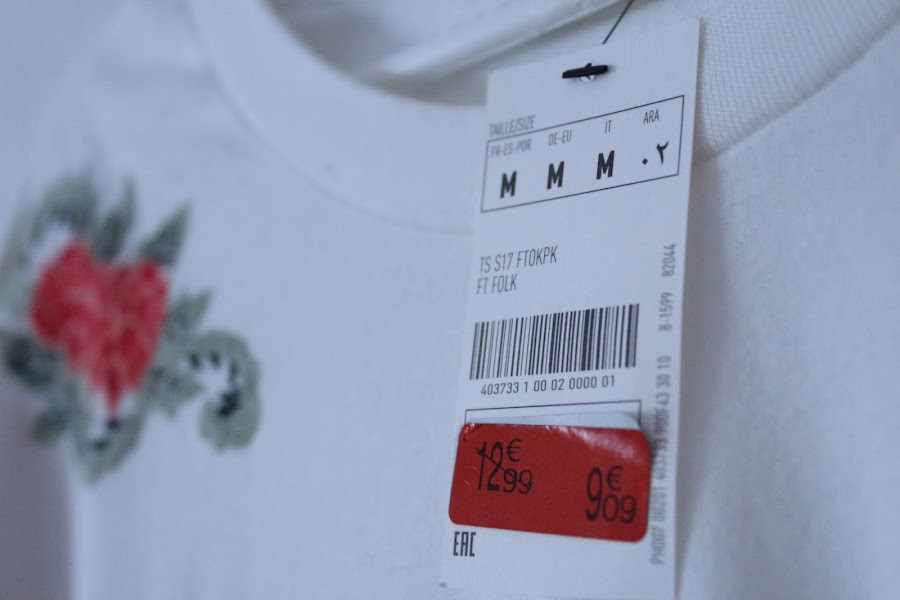 TAILLE/SIZE
FR-ES-POR DE-EU IT ARA
M M M ٠٢
TS S17 FTOKPK
FT FOLK
403733 1 00 02 0000 01
12€99 9€09
EAC
8-1599 82044